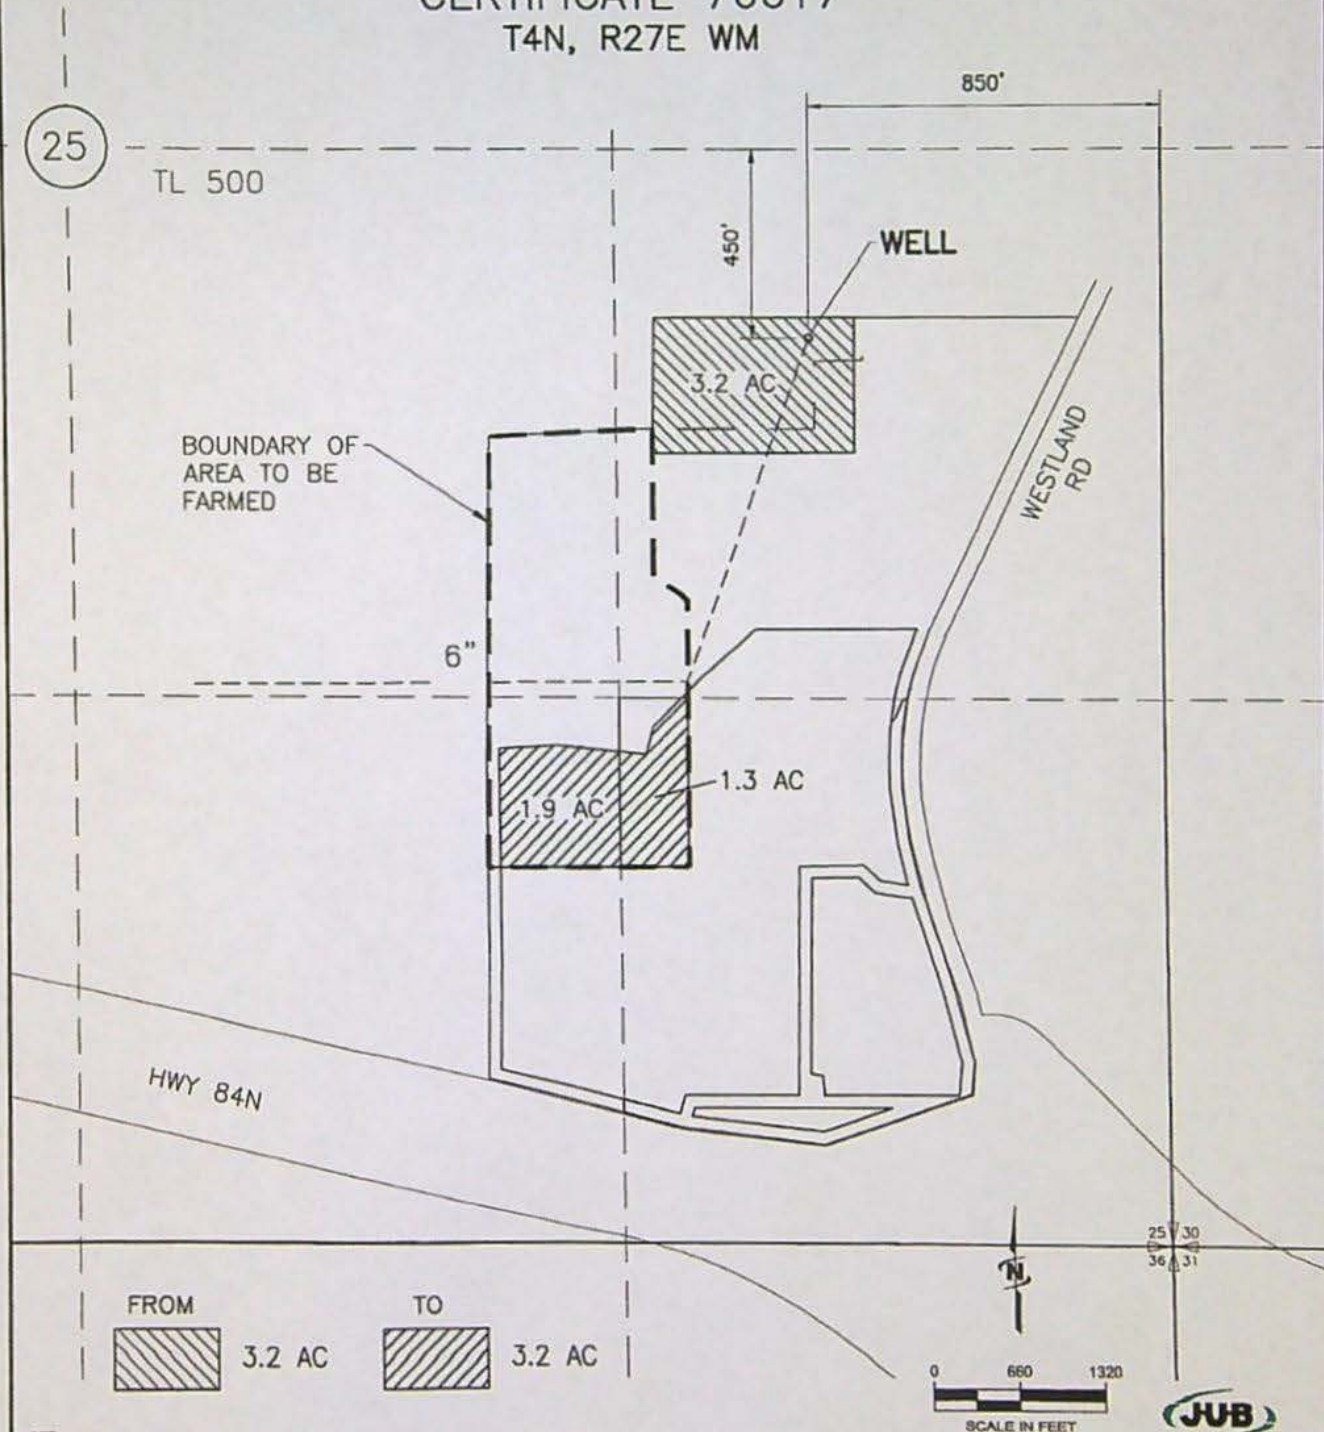 T4N, R27E WM
850'
25
TL 500
450'
WELL
3.2 AC
BOUNDARY OF
AREA TO BE
FARMED
WESTLAND
RD
6"
1.3 AC
1.9 AC
HWY 84N
25 30
36 31
N
FROM
TO
3.2 AC
3.2 AC
0 660 1320
SCALE IN FEET
JUB